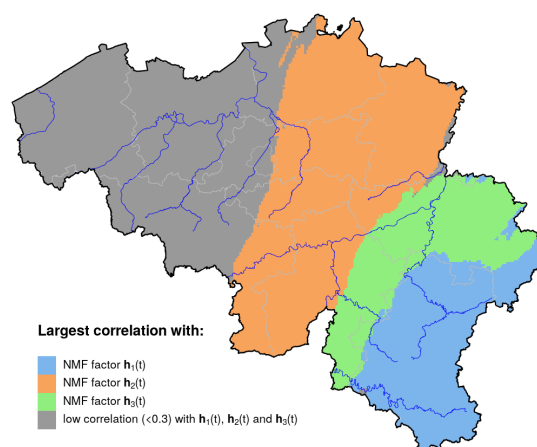 Largest correlation with:
NMF factor h₁(t)
NMF factor h₂(t)
NMF factor h₃(t)
low correlation (<0.3) with h₁(t), h₂(t) and h₃(t)